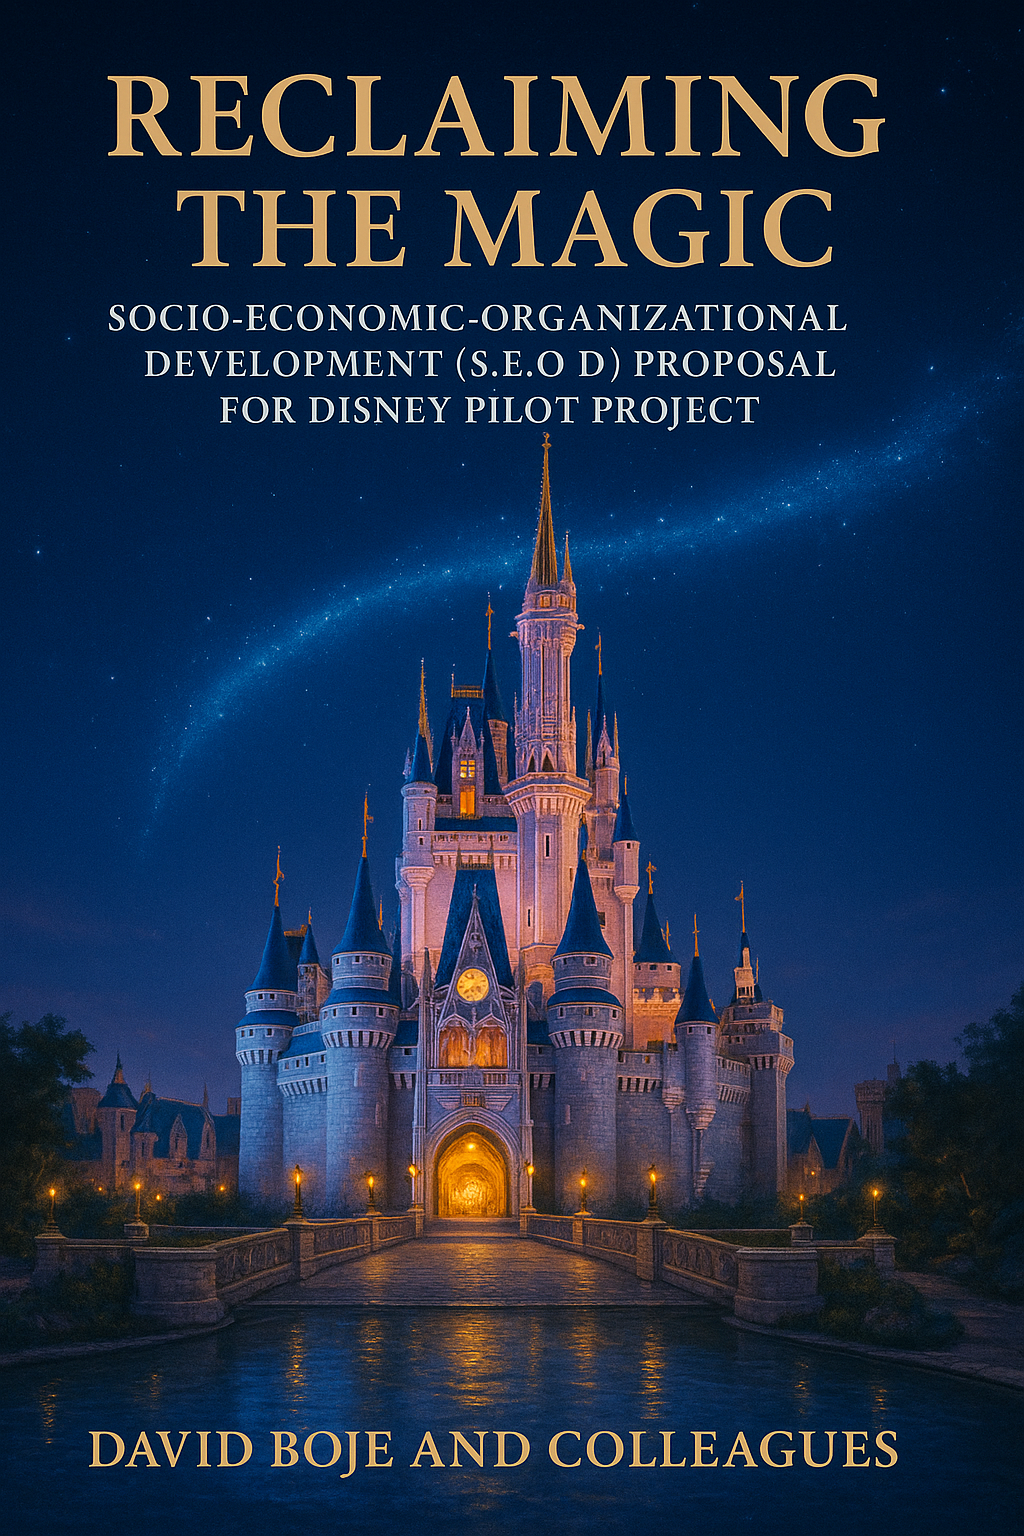 RECLAIMING
THE MAGIC
SOCIO-ECONOMIC-ORGANIZATIONAL
DEVELOPMENT (S.E.O D) PROPOSAL
FOR DISNEY PILOT PROJECT
DAVID BOJE AND COLLEAGUES